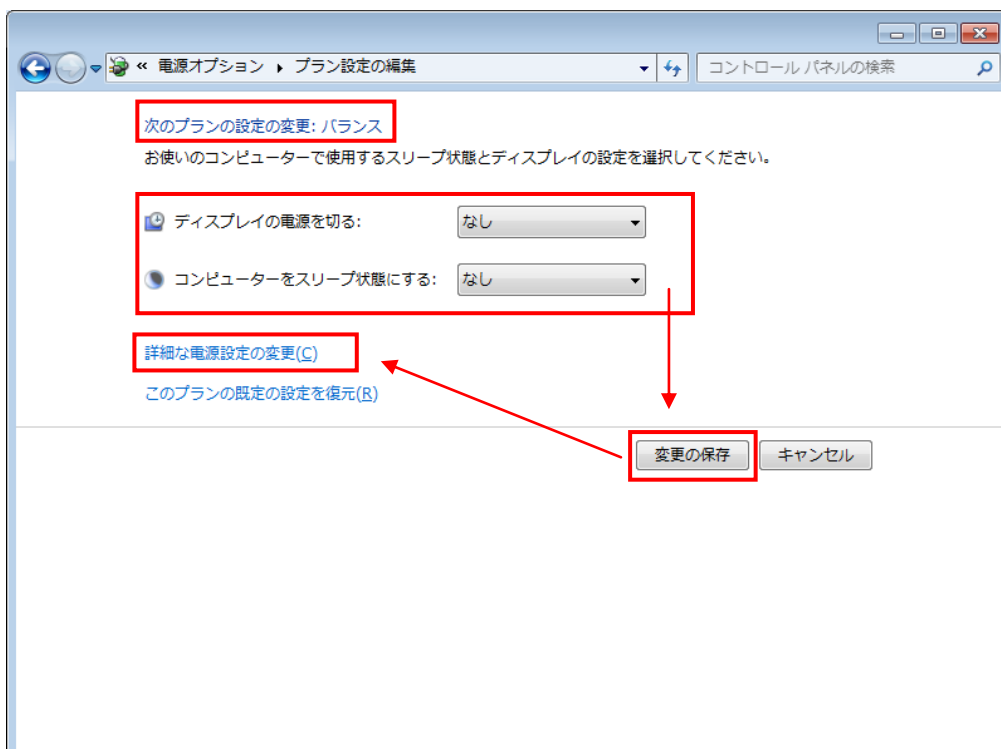 « 電源オプション ▸ プラン設定の編集
コントロール パネルの検索
次のプランの設定の変更: バランス
お使いのコンピューターで使用するスリープ状態とディスプレイの設定を選択してください。
ディスプレイの電源を切る: なし
コンピューターをスリープ状態にする: なし
詳細な電源設定の変更(C)
このプランの既定の設定を復元(R)
変更の保存 キャンセル